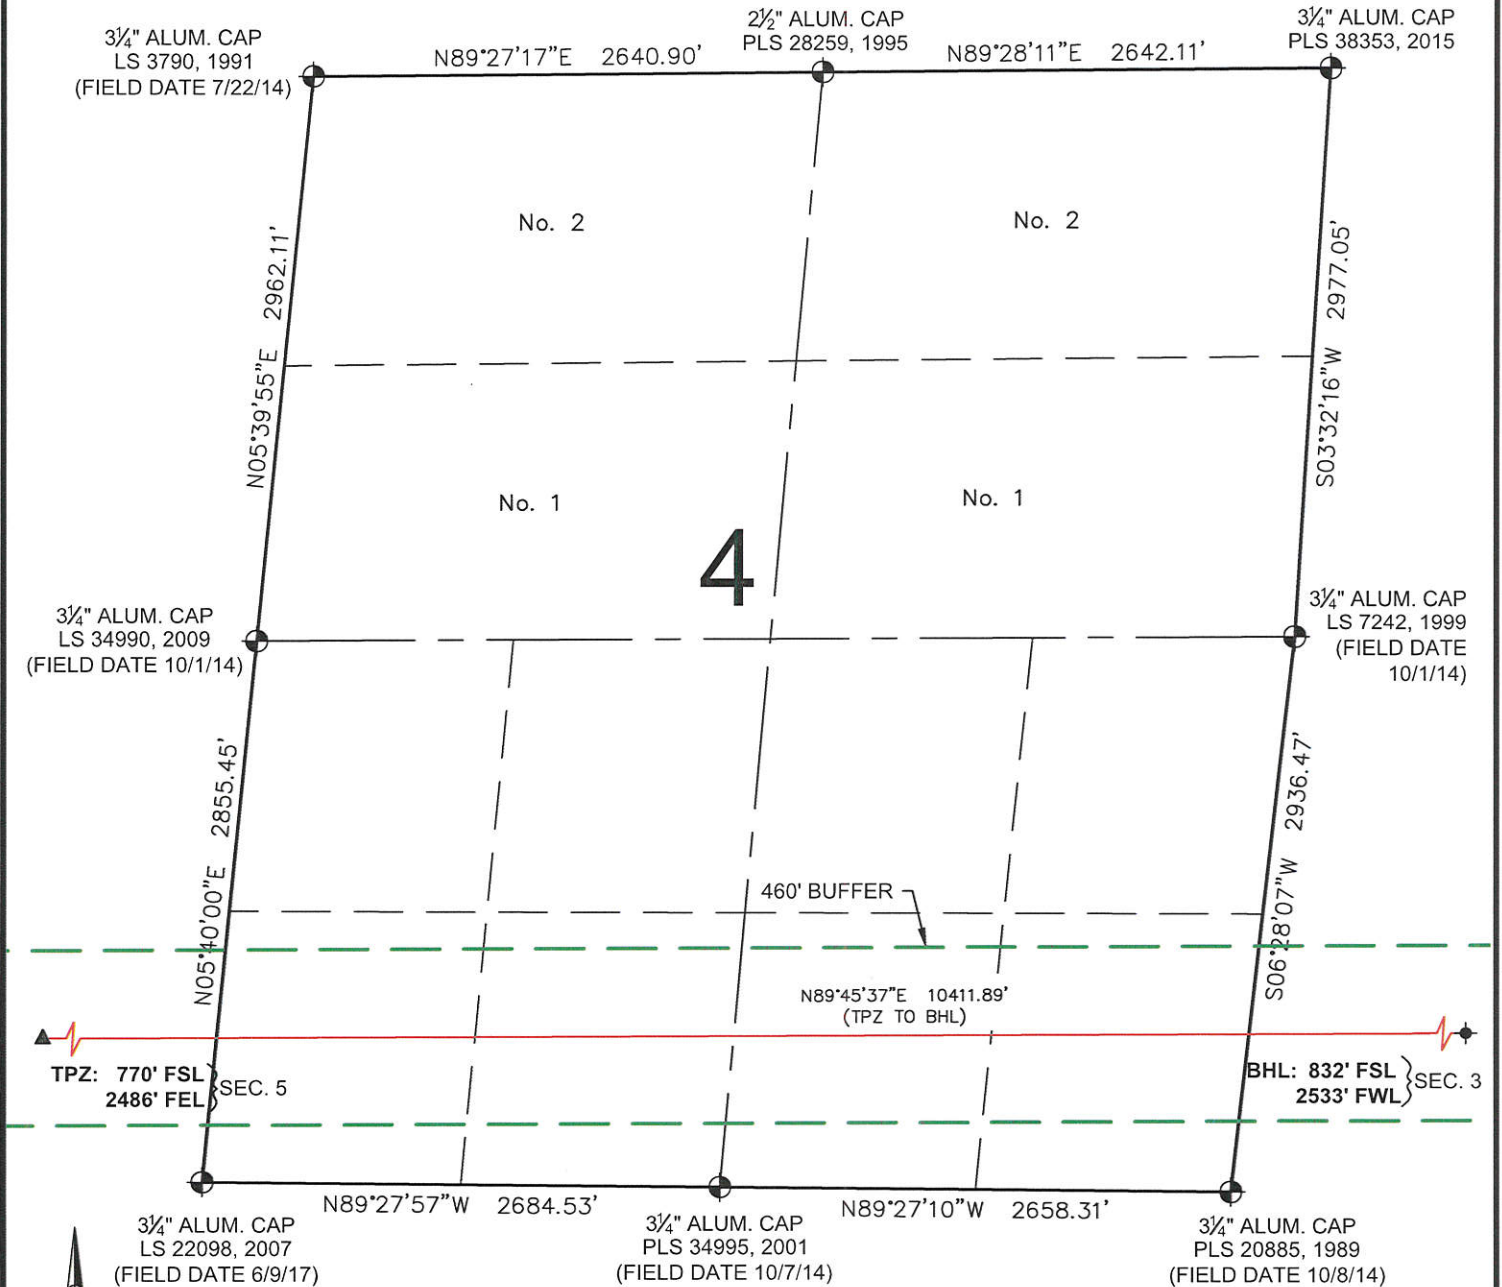 3¼" ALUM. CAP
LS 3790, 1991
(FIELD DATE 7/22/14)
N89°27'17"E 2640.90'
2½" ALUM. CAP
PLS 28259, 1995
N89°28'11"E 2642.11'
3¼" ALUM. CAP
PLS 38353, 2015
No. 2
No. 2
N05°39'55"E 2962.11'
S03°32'16"W 2977.05'
No. 1
No. 1
4
3¼" ALUM. CAP
LS 34990, 2009
(FIELD DATE 10/1/14)
3¼" ALUM. CAP
LS 7242, 1999
(FIELD DATE
10/1/14)
N05°40'00"E 2855.45'
S06°28'07"W 2936.47'
460' BUFFER
N89°45'37"E 10411.89'
(TPZ TO BHL)
TPZ: 770' FSL
2486' FEL
SEC. 5
BHL: 832' FSL
2533' FWL
SEC. 3
N89°27'57"W 2684.53'
N89°27'10"W 2658.31'
3¼" ALUM. CAP
LS 22098, 2007
(FIELD DATE 6/9/17)
3¼" ALUM. CAP
PLS 34995, 2001
(FIELD DATE 10/7/14)
3¼" ALUM. CAP
PLS 20885, 1989
(FIELD DATE 10/8/14)